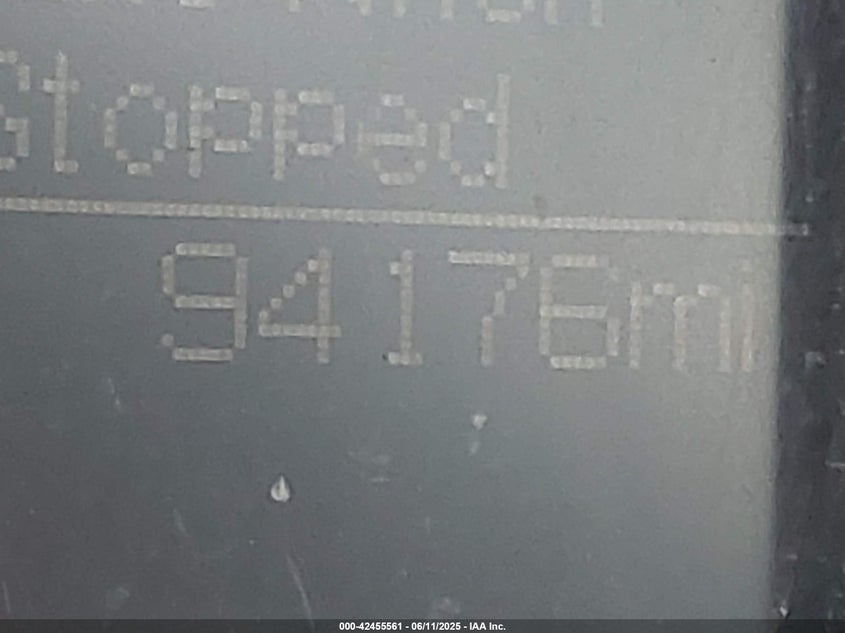 Stopped
94176mi
000-42455561 - 06/11/2025 - IAA Inc.